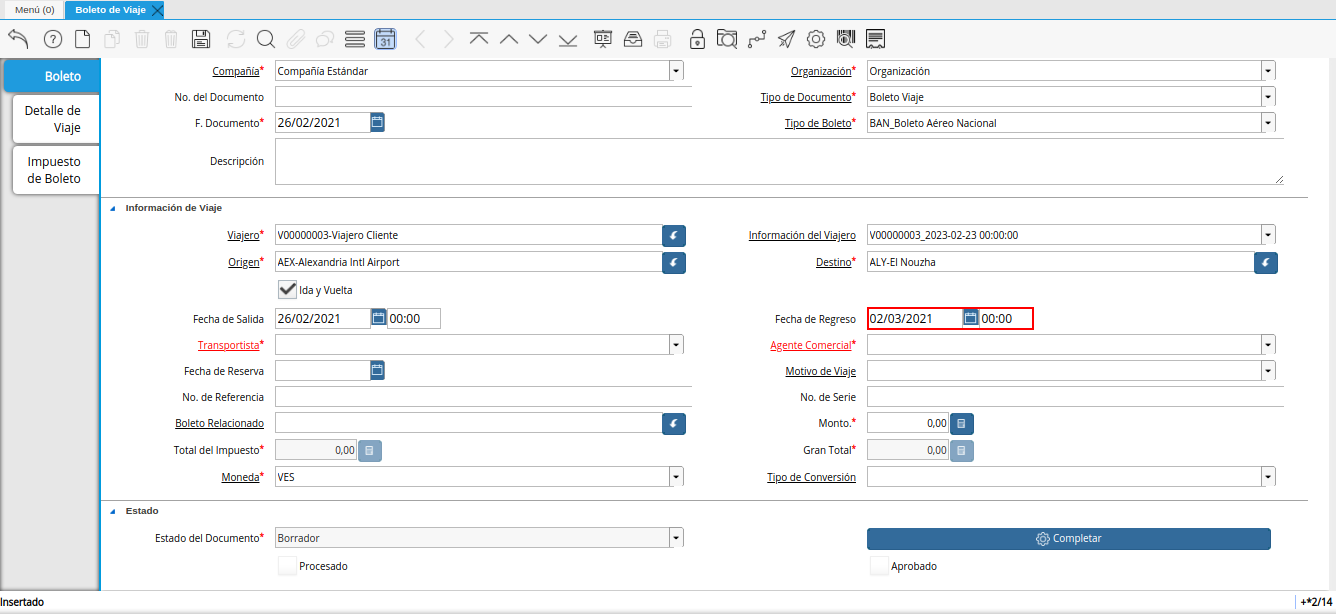 Menú (0) Boleto de Viaje
31
Boleto
Detalle de
Viaje
Impuesto
de Boleto
Compañía* Compañía Estándar Organización* Organización
No. del Documento Tipo de Documento* Boleto Viaje
F. Documento* 26/02/2021 Tipo de Boleto* BAN_Boleto Aéreo Nacional
Descripción
Información de Viaje
Viajero* V00000003-Viajero Cliente Información del Viajero V00000003_2023-02-23 00:00:00
Origen* AEX-Alexandria Intl Airport Destino* ALY-El Nouzha
Ida y Vuelta
Fecha de Salida 26/02/2021 00:00 Fecha de Regreso 02/03/2021 00:00
Transportista* Agente Comercial*
Fecha de Reserva Motivo de Viaje
No. de Referencia No. de Serie
Boleto Relacionado Monto.* 0,00
Total del Impuesto* 0,00 Gran Total* 0,00
Moneda* VES Tipo de Conversión
Estado
Estado del Documento* Borrador Completar
Procesado Aprobado
Insertado +*2/14